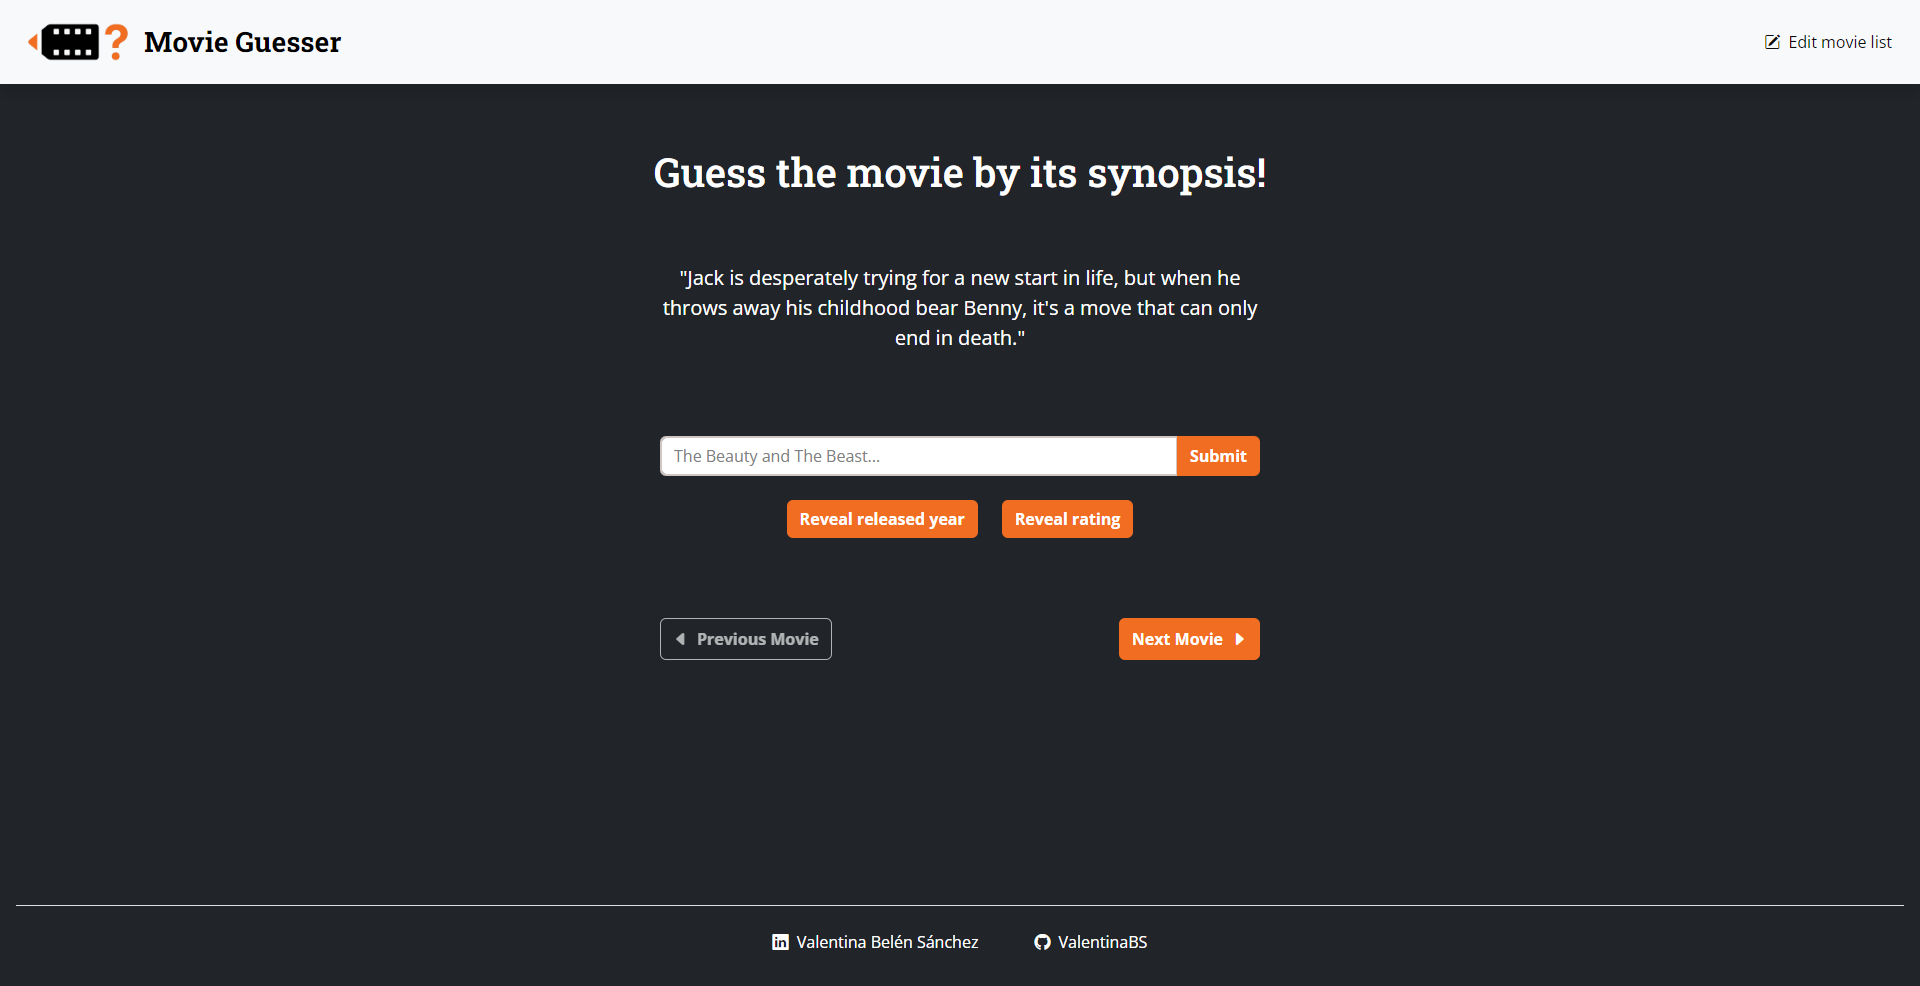 Movie Guesser
Edit movie list
Guess the movie by its synopsis!
"Jack is desperately trying for a new start in life, but when he
throws away his childhood bear Benny, it's a move that can only
end in death."
The Beauty and The Beast...
Submit
Reveal released year
Reveal rating
Previous Movie
Next Movie
Valentina Belén Sánchez
ValentinaBS